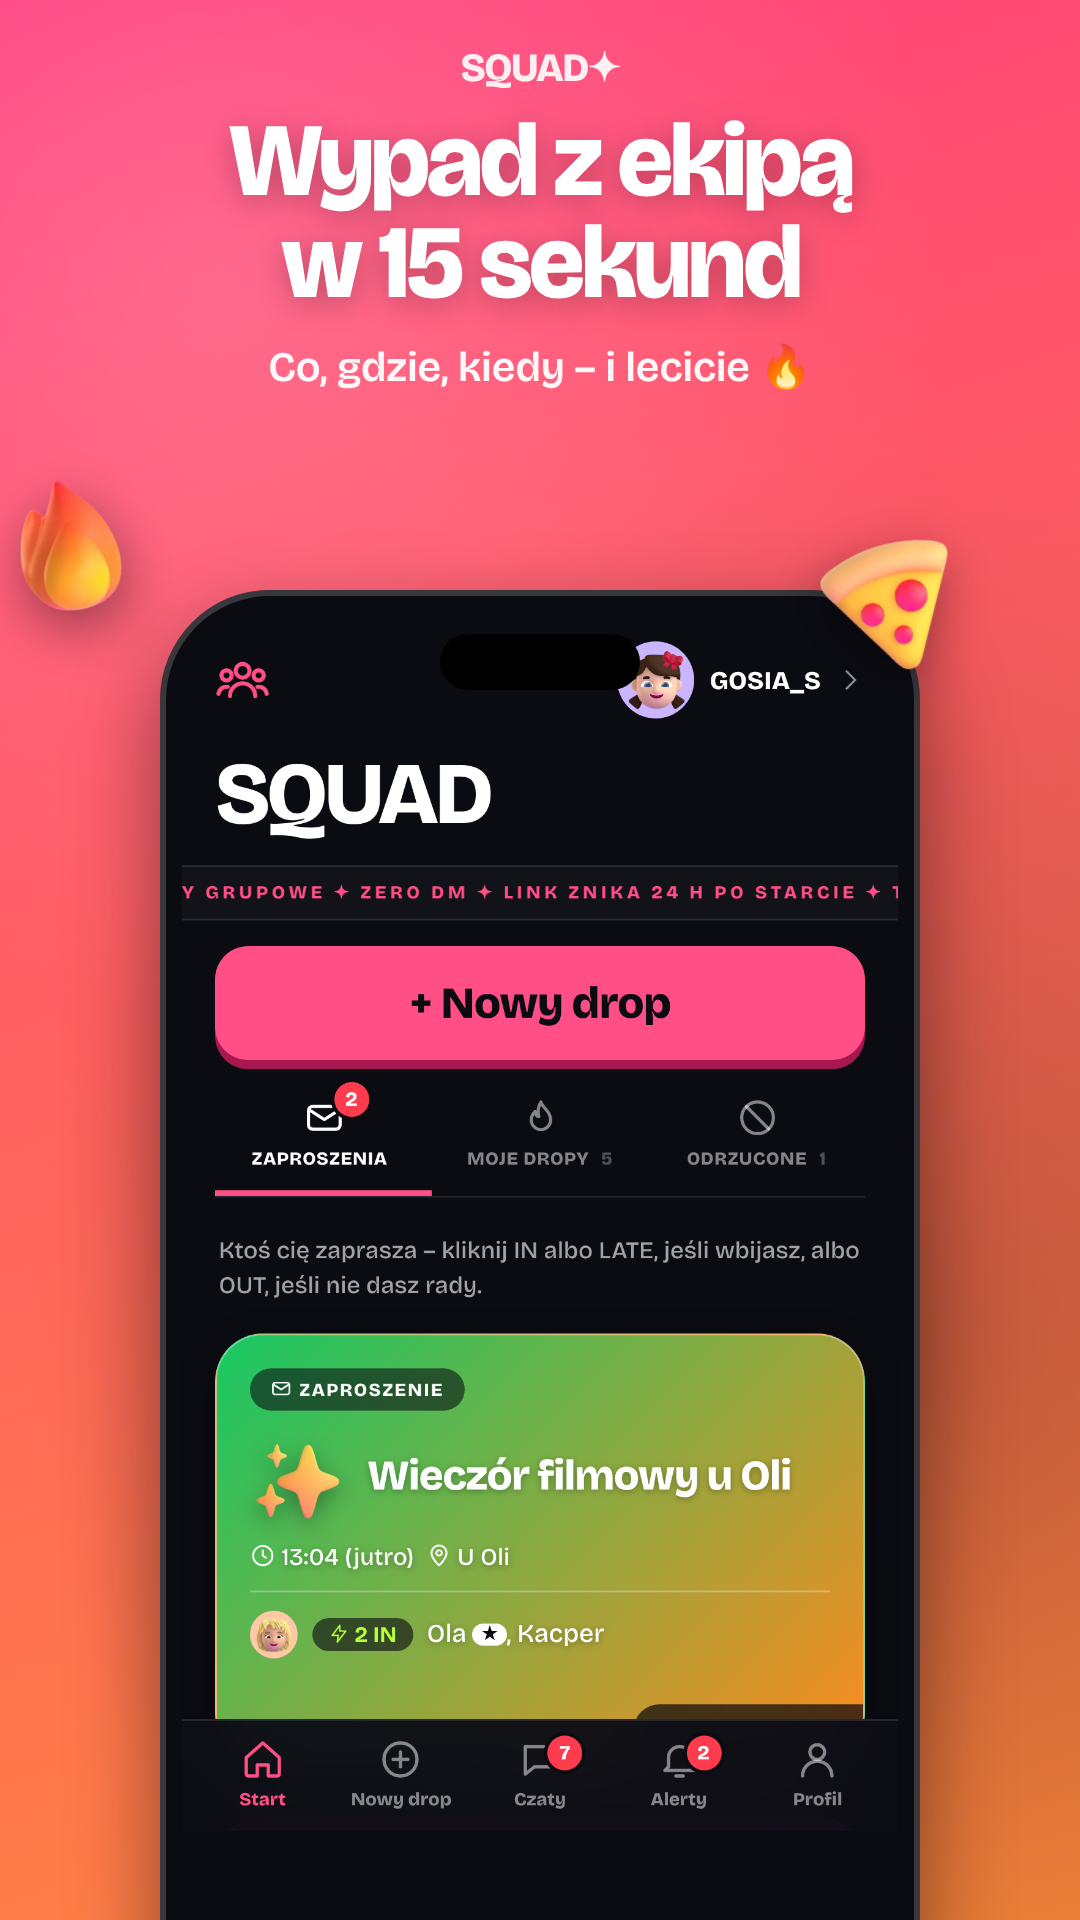 SQUAD✦
Wypad z ekipą
w 15 sekund
Co, gdzie, kiedy – i lecicie 🔥
GOSIA_S
SQUAD
Y GRUPOWE ✦ ZERO DM ✦ LINK ZNIKA 24 H PO STARCIE ✦
+ Nowy drop
2
ZAPROSZENIA
MOJE DROPY 5
ODRZUCONE 1
Ktoś cię zaprasza – kliknij IN albo LATE, jeśli wbijasz, albo
OUT, jeśli nie dasz rady.
ZAPROSZENIE
Wieczór filmowy u Oli
13:04 (jutro) U Oli
2 IN Ola ★, Kacper
7
2
Start
Nowy drop
Czaty
Alerty
Profil